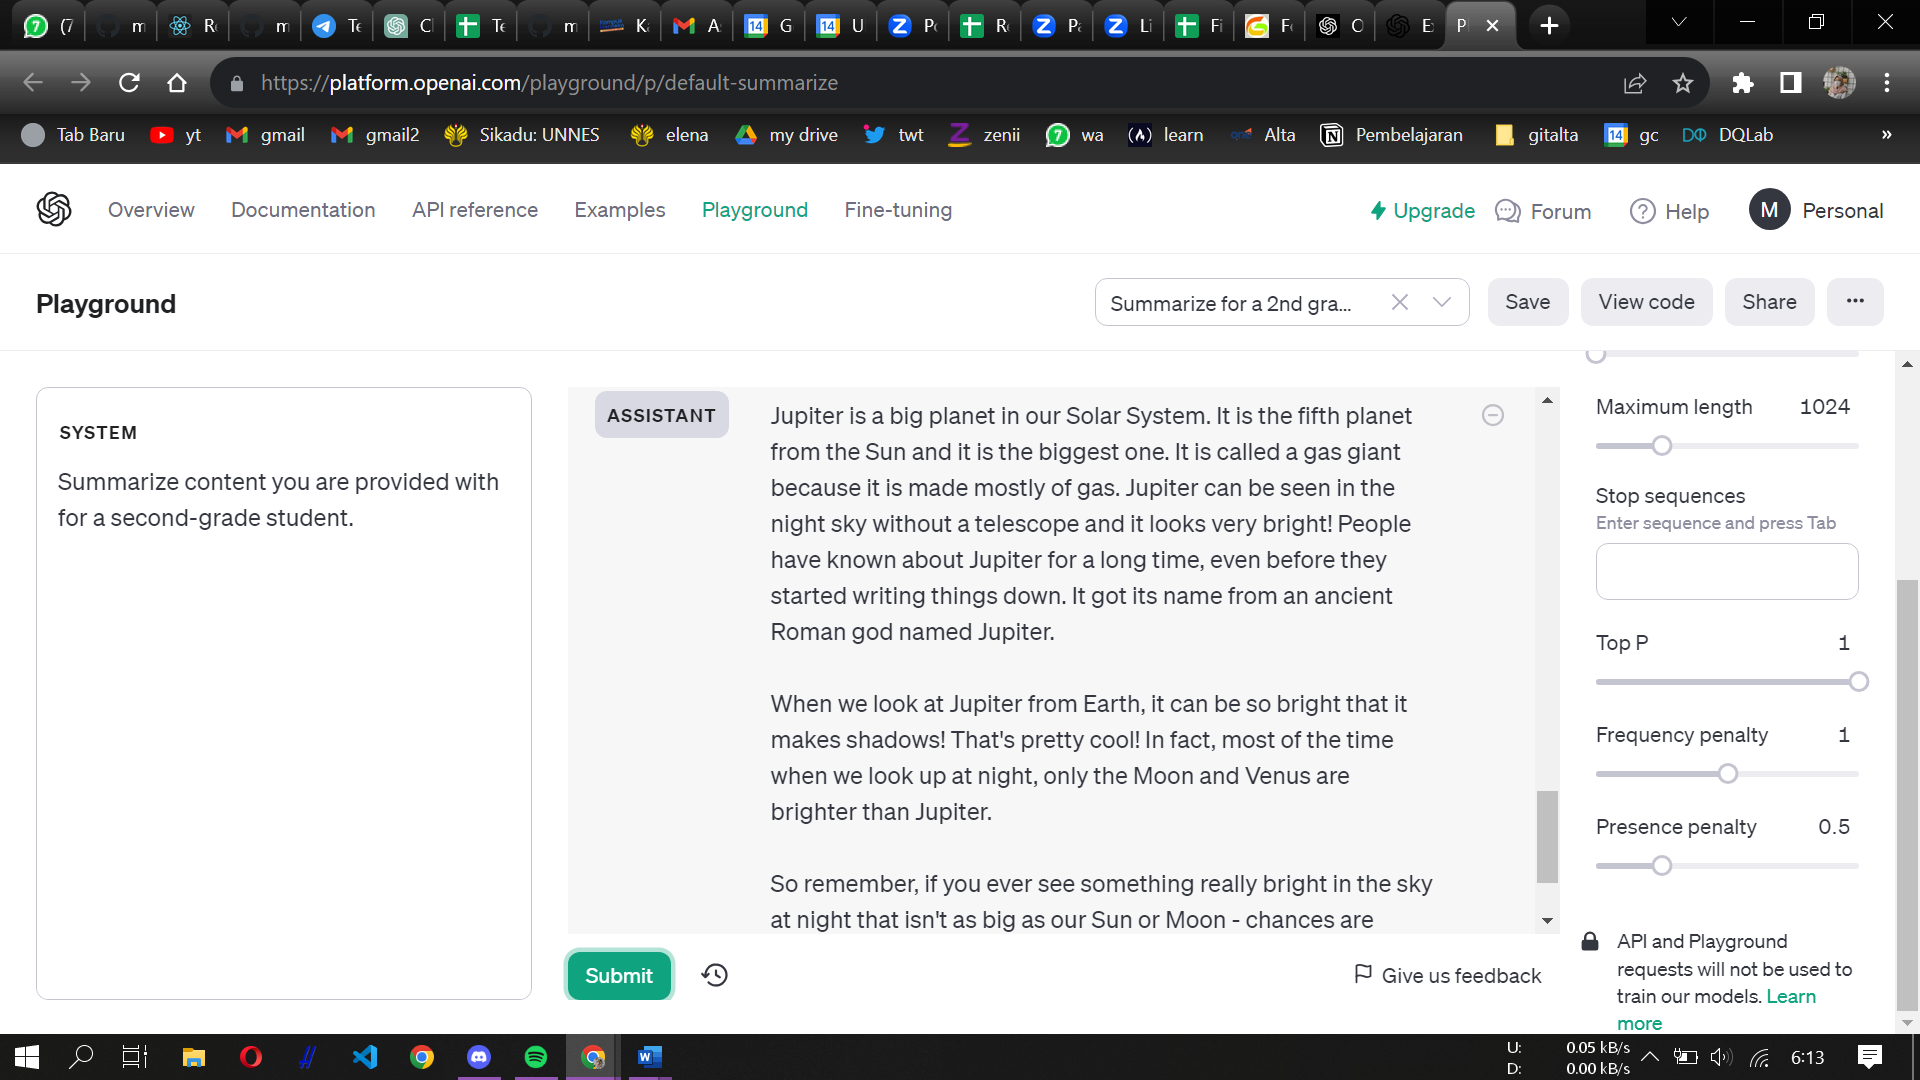 (7
m
Re
m
Te
Cl
Te
m
Ka
A
G
U
Pe
Re
Pa
Li
Fi
Fe
O
E
Pl
https://platform.openai.com/playground/p/default-summarize
Tab Baru
yt
gmail
gmail2
Sikadu: UNNES
elena
my drive
twt
zenii
wa
learn
Alta
Pembelajaran
gitalta
gc
DQLab
»
Overview
Documentation
API reference
Examples
Playground
Fine-tuning
Upgrade
Forum
Help
M
Personal
Playground
Summarize for a 2nd gra...
Save
View code
Share
...
SYSTEM
Summarize content you are provided with
for a second-grade student.
ASSISTANT
Jupiter is a big planet in our Solar System. It is the fifth planet
from the Sun and it is the biggest one. It is called a gas giant
because it is made mostly of gas. Jupiter can be seen in the
night sky without a telescope and it looks very bright! People
have known about Jupiter for a long time, even before they
started writing things down. It got its name from an ancient
Roman god named Jupiter.
When we look at Jupiter from Earth, it can be so bright that it
makes shadows! That's pretty cool! In fact, most of the time
when we look up at night, only the Moon and Venus are
brighter than Jupiter.
So remember, if you ever see something really bright in the sky
at night that isn't as big as our Sun or Moon - chances are
Submit
Give us feedback
Maximum length 1024
Stop sequences
Enter sequence and press Tab
Top P 1
Frequency penalty 1
Presence penalty 0.5
API and Playground
requests will not be used to
train our models. Learn
more
U: 0.05 kB/s
D: 0.00 kB/s
6:13